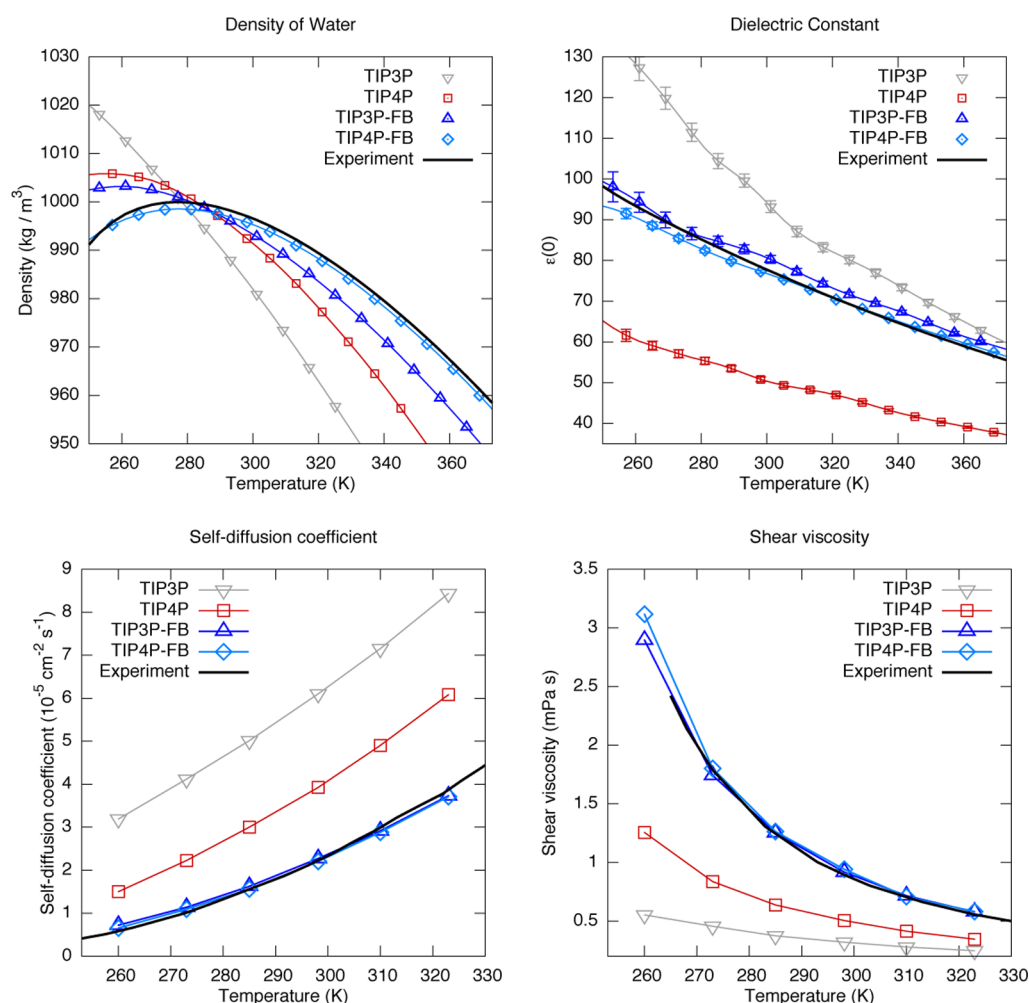 Density of Water
1030
1020
1010
1000
990
980
970
960
950
Density (kg / m³)
TIP3P
TIP4P
TIP3P-FB
TIP4P-FB
Experiment
260 280 300 320 340 360
Temperature (K)
Dielectric Constant
130
120
110
100
90
80
70
60
50
40
ε(0)
TIP3P
TIP4P
TIP3P-FB
TIP4P-FB
Experiment
260 280 300 320 340 360
Temperature (K)
Self-diffusion coefficient
9
8
7
6
5
4
3
2
1
0
Self-diffusion coefficient (10⁻⁵ cm⁻² s⁻¹)
TIP3P
TIP4P
TIP3P-FB
TIP4P-FB
Experiment
260 270 280 290 300 310 320 330
Temperature (K)
Shear viscosity
3.5
3
2.5
2
1.5
1
0.5
Shear viscosity (mPa s)
TIP3P
TIP4P
TIP3P-FB
TIP4P-FB
Experiment
260 270 280 290 300 310 320 330
Temperature (K)